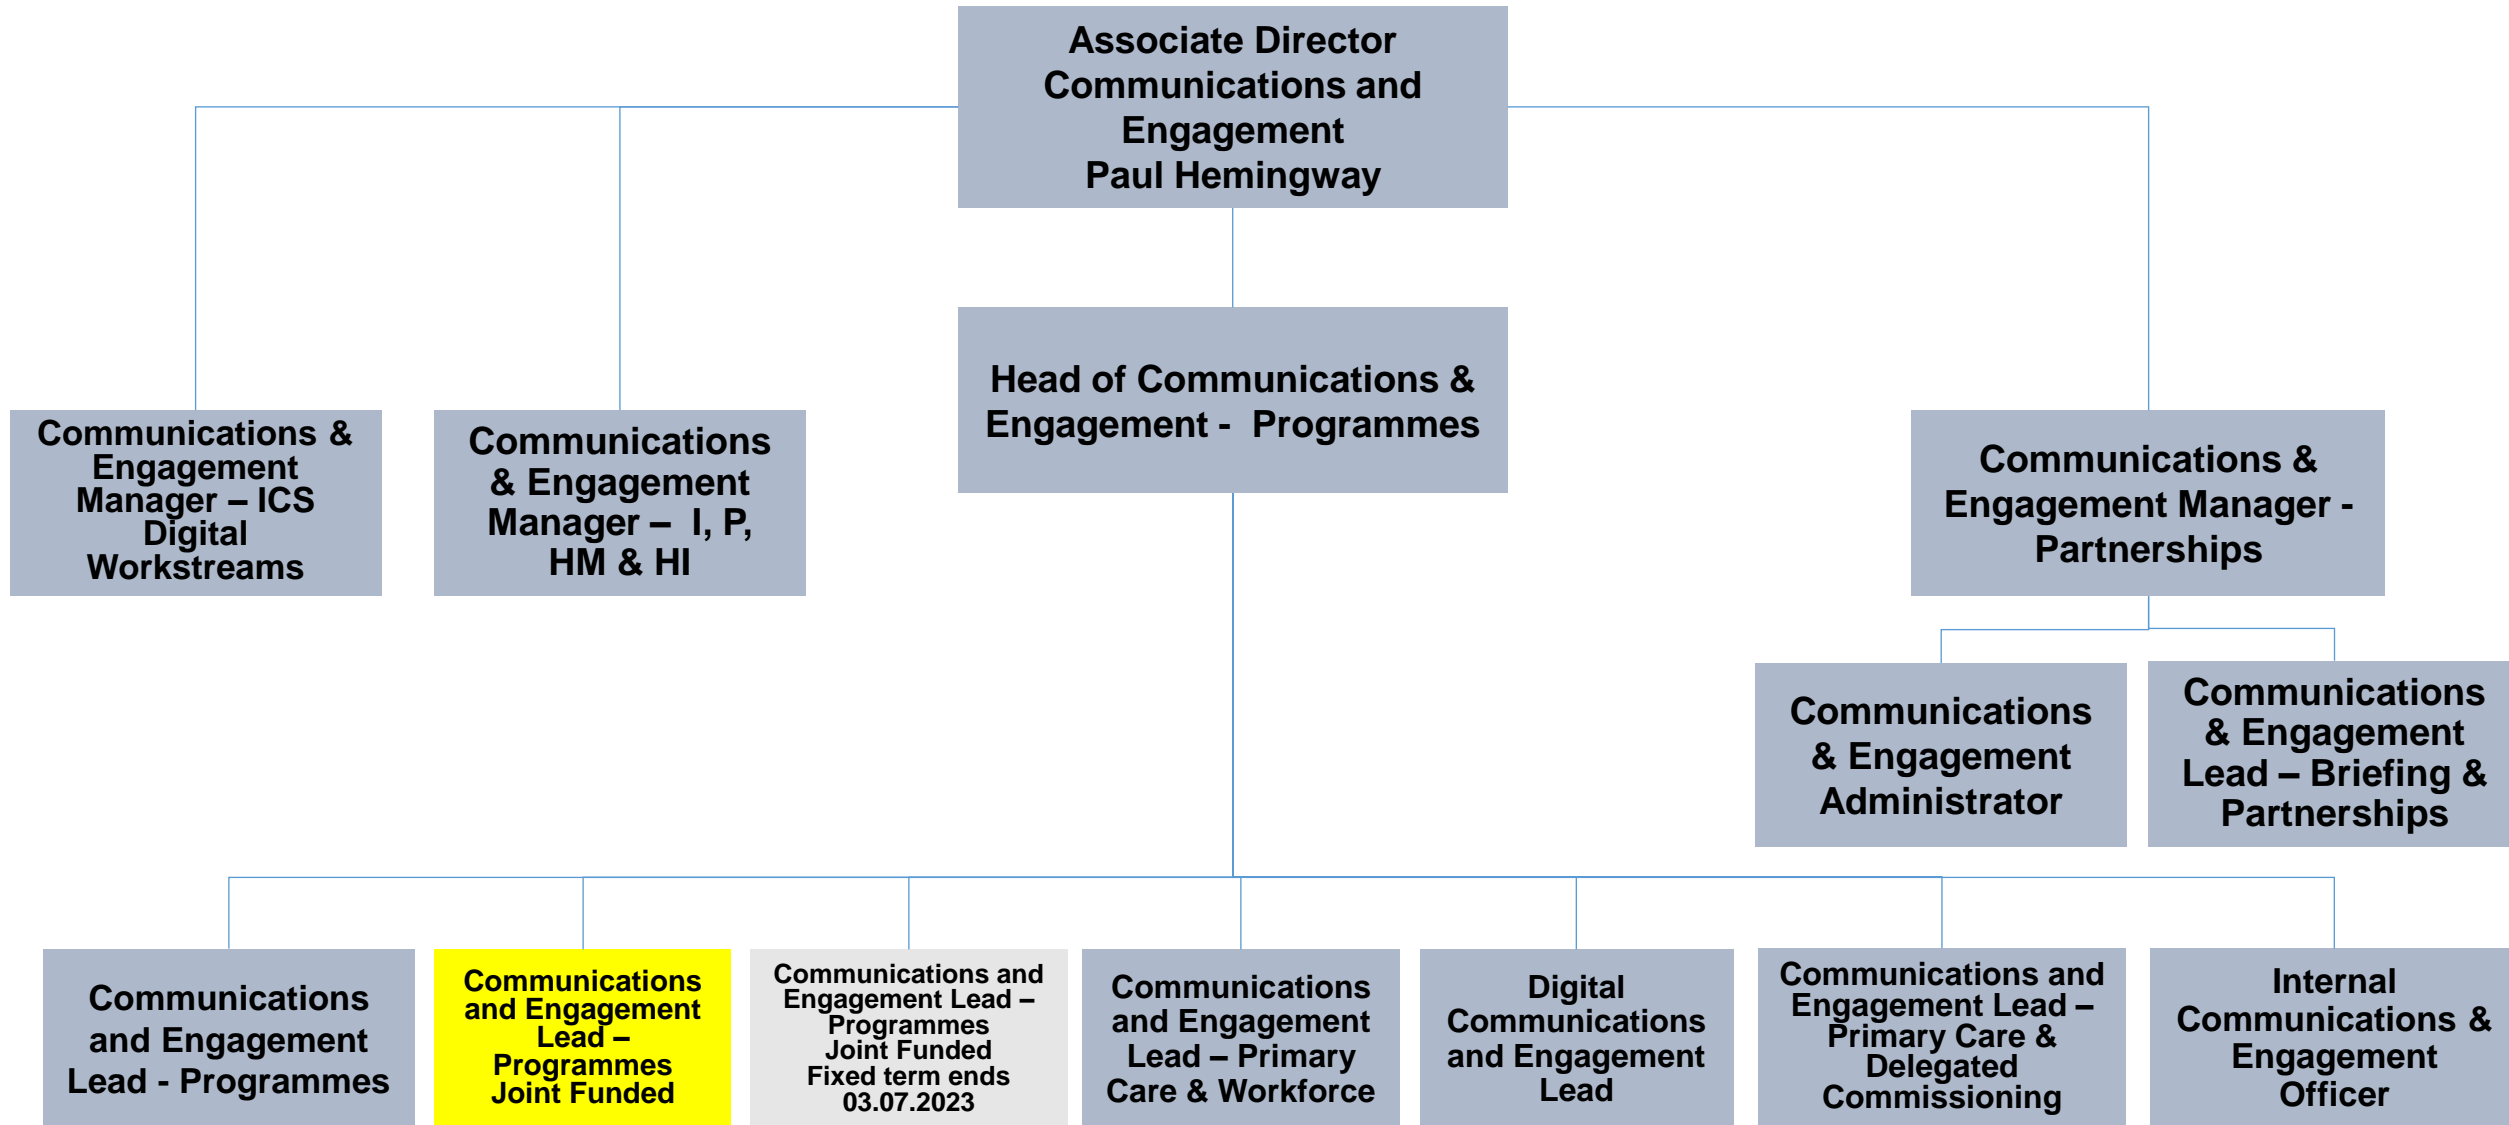 Associate Director
Communications and
Engagement
Paul Hemingway
Head of Communications &
Engagement -  Programmes
Communications &
Engagement
Manager – ICS
Digital
Workstreams
Communications
& Engagement
Manager –  I, P,
HM & HI
Communications &
Engagement Manager -
Partnerships
Communications
& Engagement
Administrator
Communications
& Engagement
Lead – Briefing &
Partnerships
Communications
and Engagement
Lead - Programmes
Communications
and Engagement
Lead –
Programmes
Joint Funded
Communications and
Engagement Lead –
Programmes
Joint Funded
Fixed term ends
03.07.2023
Communications
and Engagement
Lead – Primary
Care & Workforce
Digital
Communications
and Engagement
Lead
Communications and
Engagement Lead –
Primary Care &
Delegated
Commissioning
Internal
Communications &
Engagement
Officer